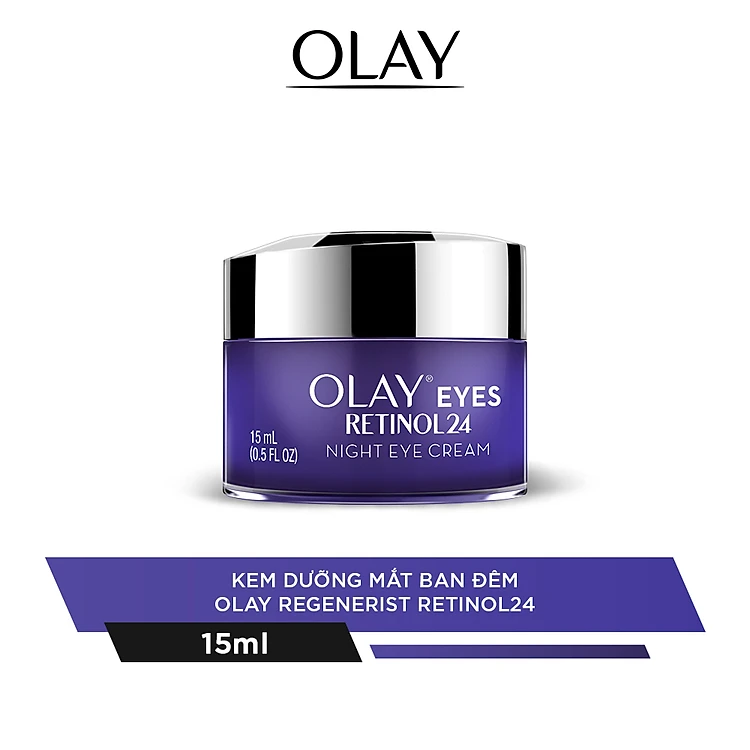 OLAY
OLAY® EYES
RETINOL24
15 mL
(0.5 FL OZ)
NIGHT EYE CREAM
KEM DƯỠNG MẮT BAN ĐÊM
OLAY REGENERIST RETINOL24
15ml